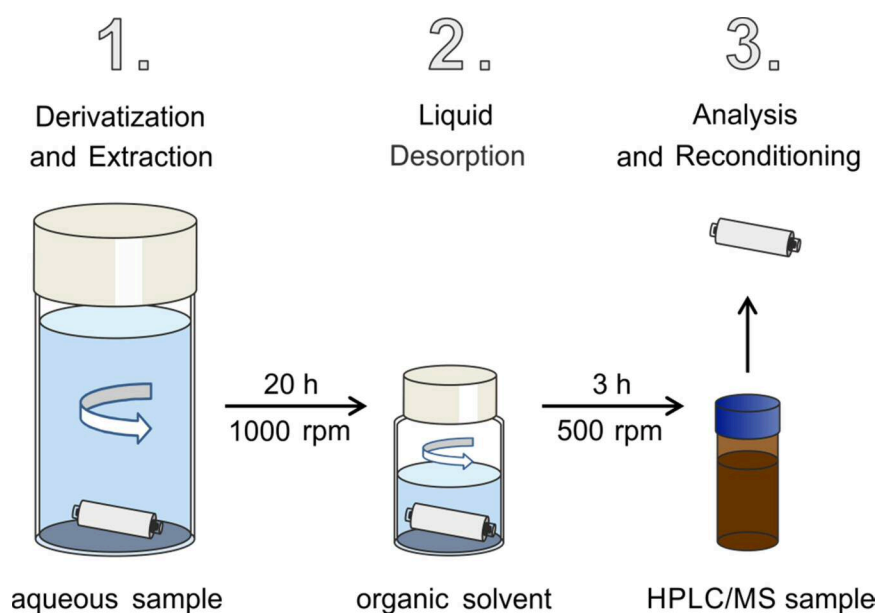 1.
2.
3.
Derivatization
and Extraction
Liquid
Desorption
Analysis
and Reconditioning
20 h
1000 rpm
3 h
500 rpm
aqueous sample
organic solvent
HPLC/MS sample